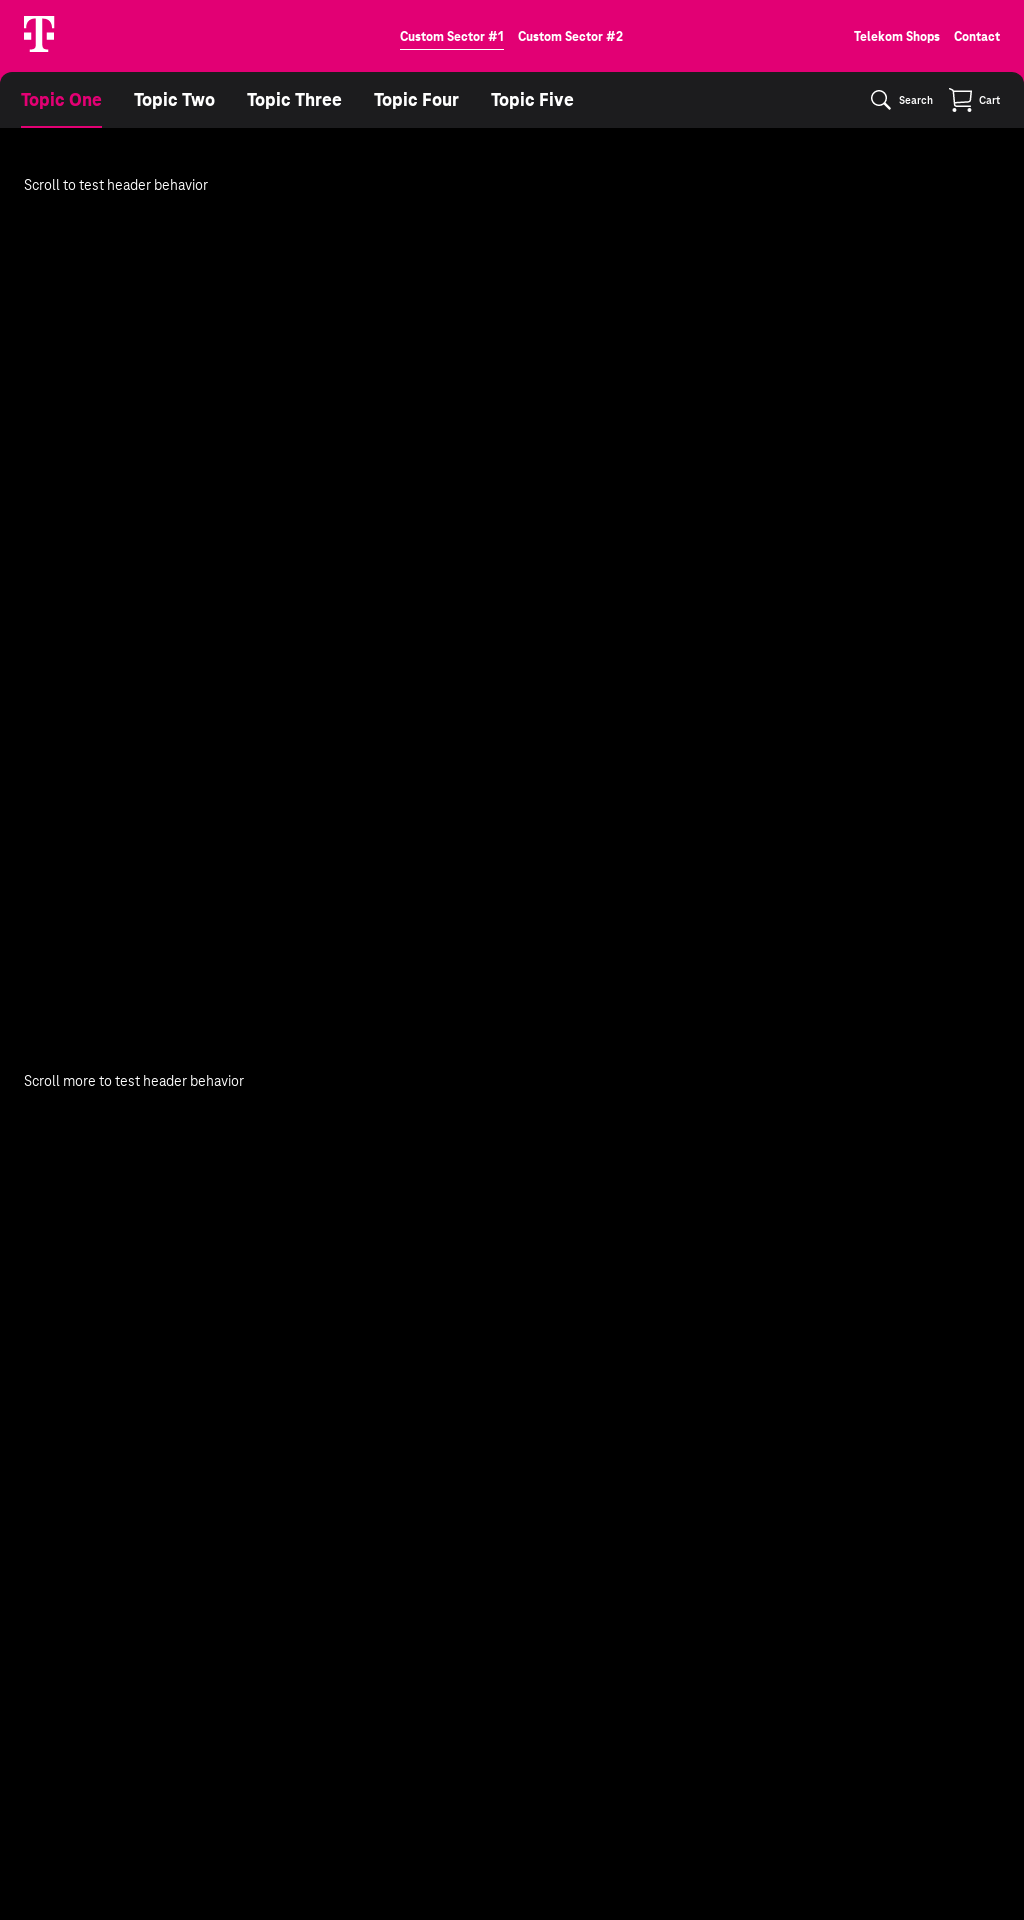 T
Custom Sector #1 Custom Sector #2
Telekom Shops Contact
Topic One Topic Two Topic Three Topic Four Topic Five
Search Cart
Scroll to test header behavior
Scroll more to test header behavior